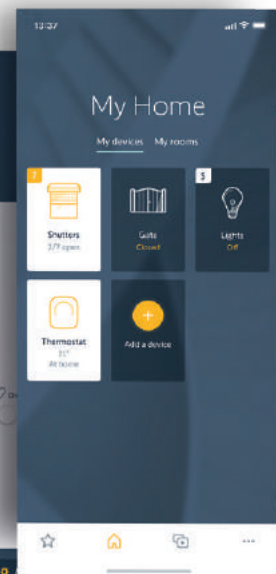 13:37
My Home
My devices My rooms
7
Shutters
2/7 open
Gate
Closed
5
Lights
Off
Thermostat
21°
At home
Add a device